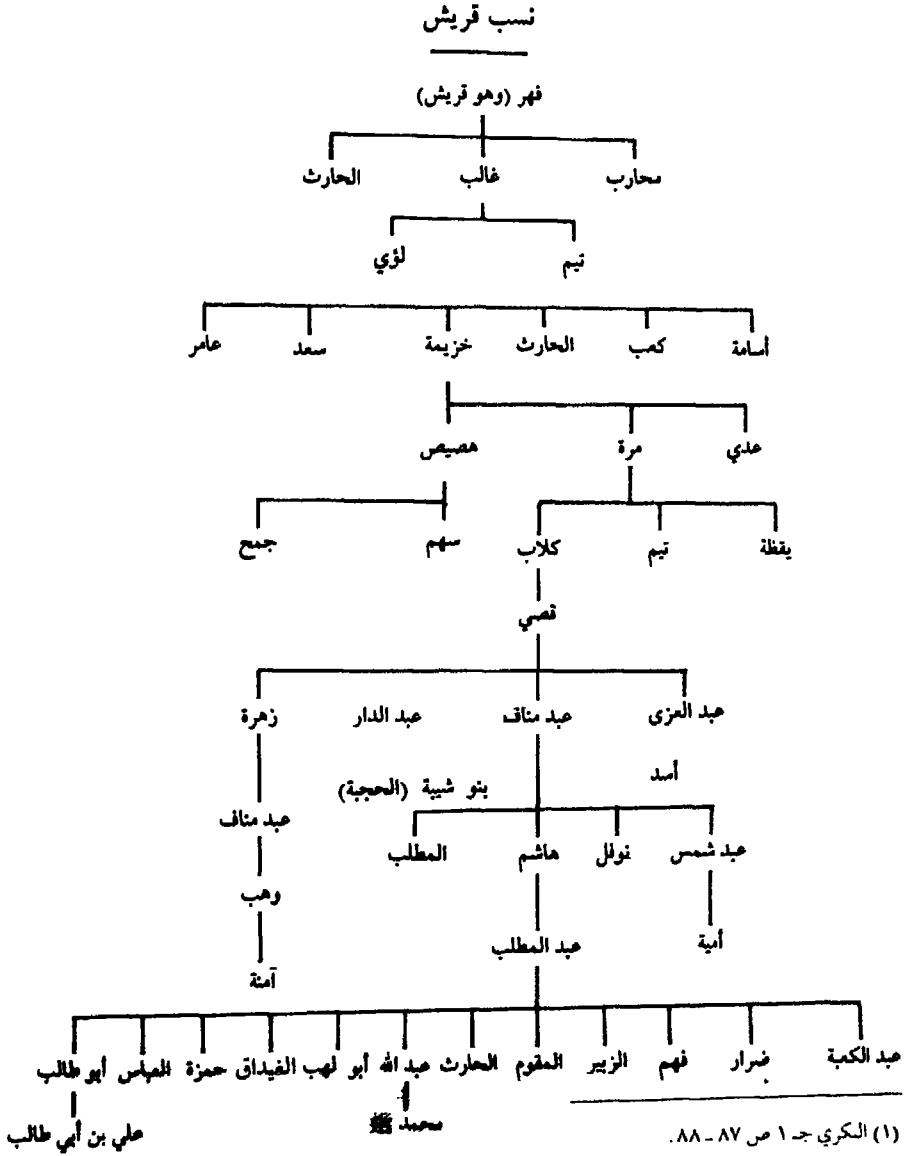 نسب قريش
فهر (وهو قريش)
محارب غالب الحارث
تيم لؤي
أسامة كعب الحارث خزيمة سعد عامر
عدي مرة هصيص
يقظة تيم كلاب سهم جمح
قصي
عبد العزى عبد مناف عبد الدار زهرة
أسد
بنو شيبة (الحجبة)
عبد مناف
عبد شمس نوفل هاشم المطلب
وهب
أمية عبد المطلب
آمنة
عبد الكعبة ضرار فهم الزبير المقوم الحارث عبد الله أبو لهب الغيداق حمزة العباس أبو طالب
محمد ﷺ علي بن أبي طالب
(١) البكري جـ ١ ص ٨٧ ـ ٨٨ .